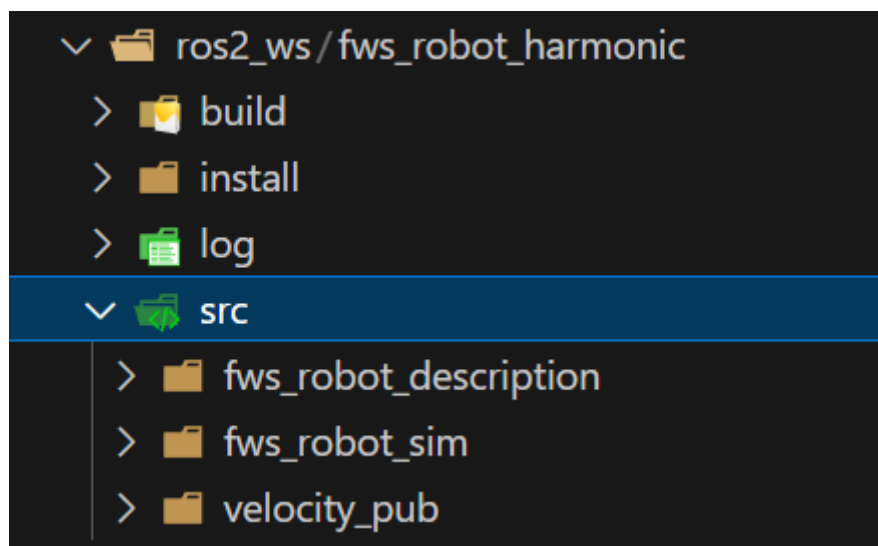 ros2_ws/fws_robot_harmonic
build
install
log
src
fws_robot_description
fws_robot_sim
velocity_pub